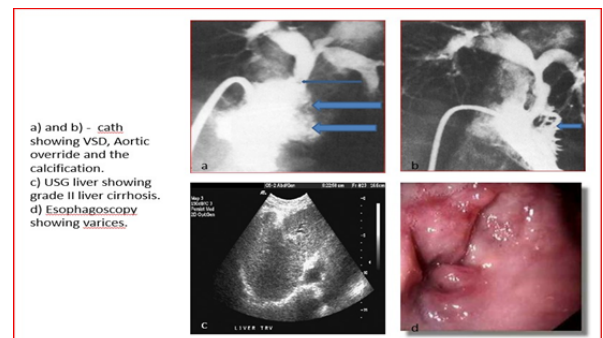 a) and b) - cath
showing VSD, Aortic
override and the
calcification.
c) USG liver showing
grade II liver cirrhosis.
d) Esophagoscopy
showing varices.
a
b
C
LIVER TRV
d